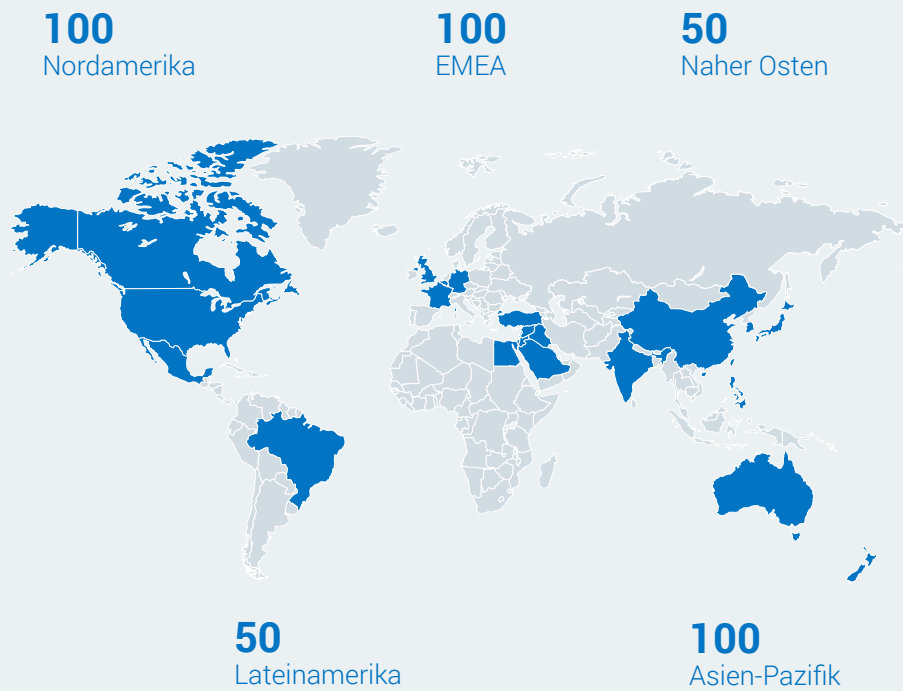 100
Nordamerika
100
EMEA
50
Naher Osten
50
Lateinamerika
100
Asien-Pazifik